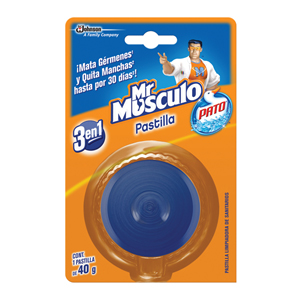 Johnson
A Family Company
¡Mata Gérmenes
y Quita Manchas
hasta por 30 días!
Mr
Músculo
Pastilla
3 en 1
PATO
CONT.
1 PASTILLA
DE 40 g
PASTILLA LIMPIADORA DE SANITARIOS